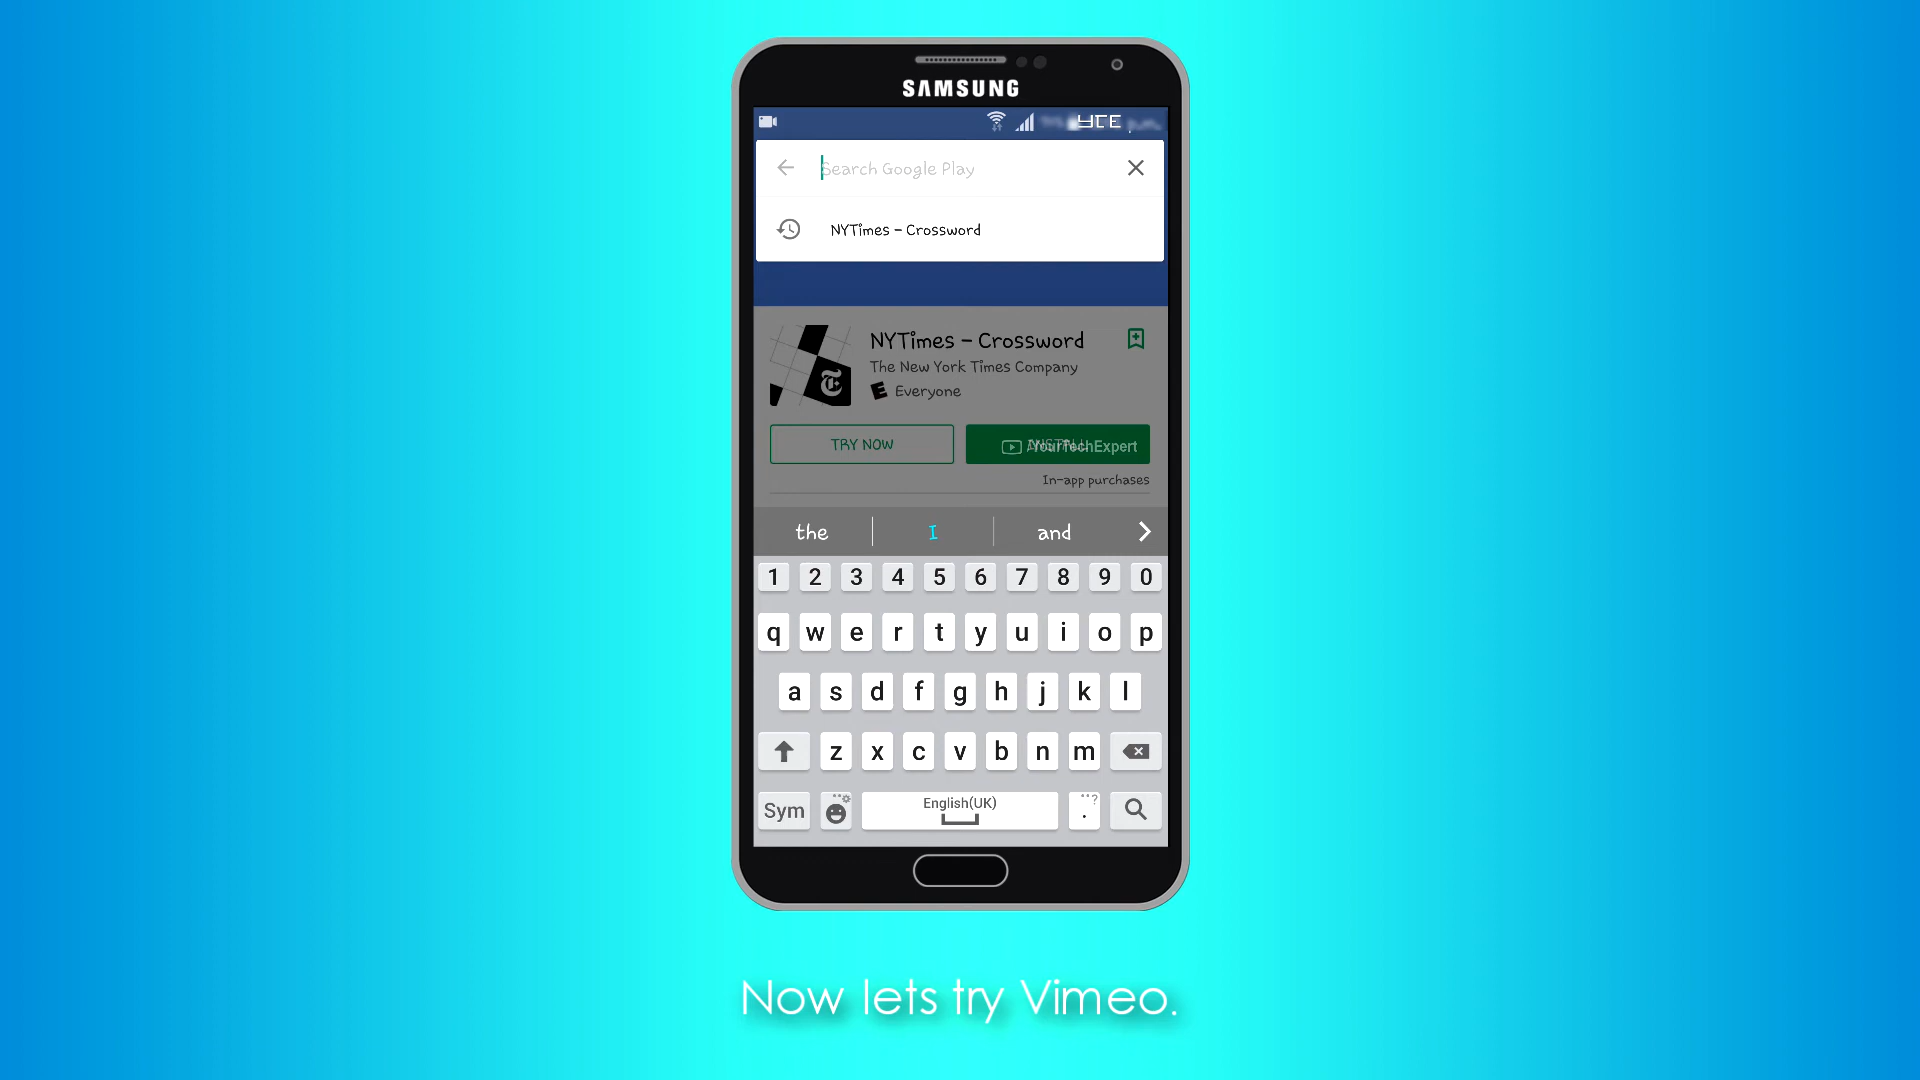 SAMSUNG
YTE
Search Google Play
NYTimes - Crossword
NYTimes - Crossword
The New York Times Company
E Everyone
TRY NOW
/YourTechExpert
In-app purchases
the I and
1 2 3 4 5 6 7 8 9 0
q w e r t y u i o p
a s d f g h j k l
z x c v b n m
Sym English(UK) . ?
Now lets try Vimeo.